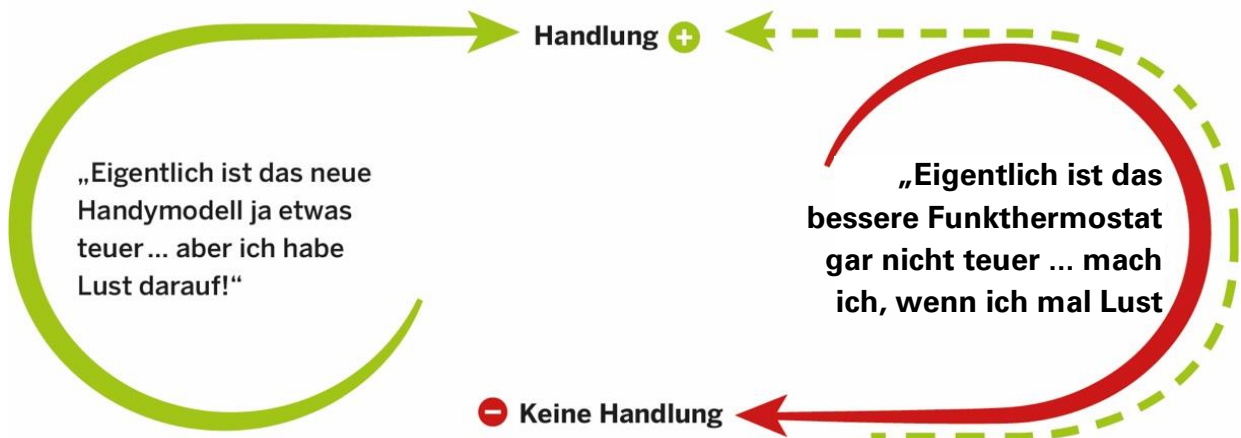 Handlung +
„Eigentlich ist das neue
Handymodell ja etwas
teuer ... aber ich habe
Lust darauf!“
„Eigentlich ist das
bessere Funkthermostat
gar nicht teuer ... mach
ich, wenn ich mal Lust
− Keine Handlung